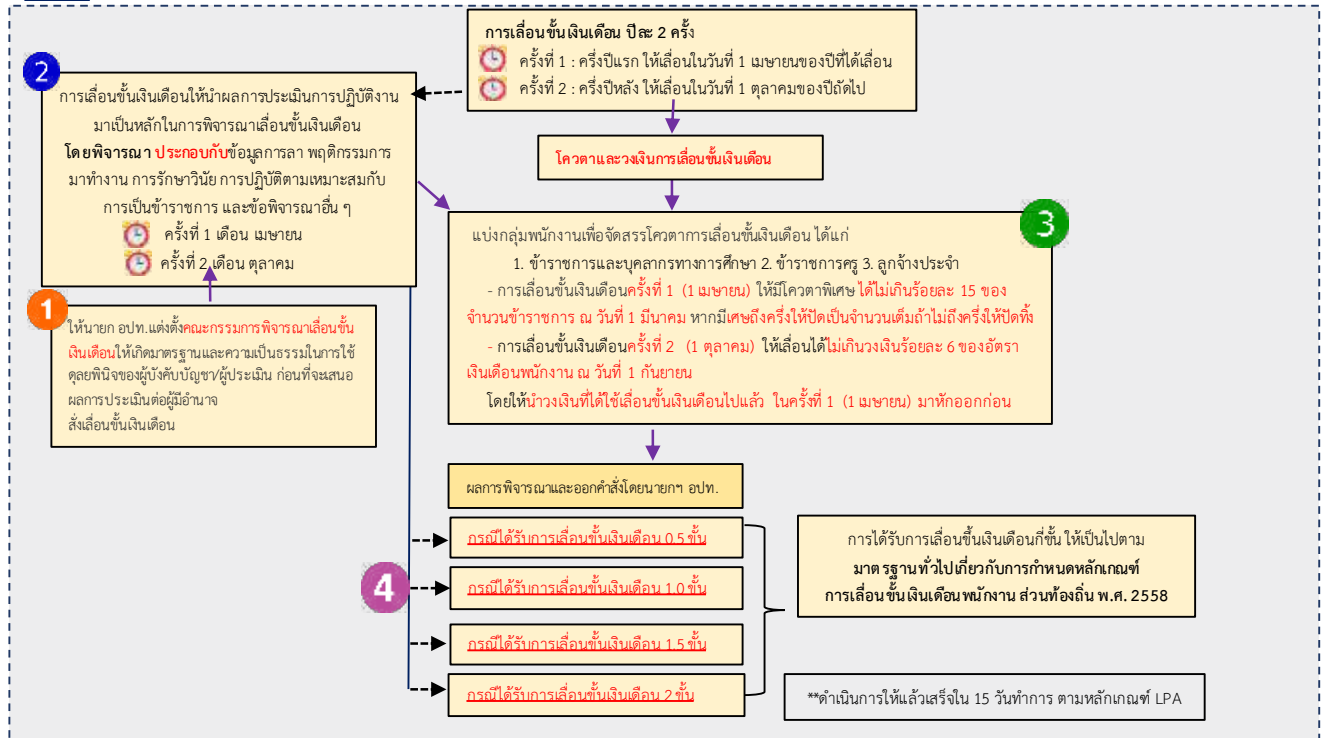 การเลื่อนขั้นเงินเดือน ปีละ 2 ครั้ง
ครั้งที่ 1 : ครึ่งปีแรก ให้เลื่อนในวันที่ 1 เมษายนของปีที่ได้เลื่อน
ครั้งที่ 2 : ครึ่งปีหลัง ให้เลื่อนในวันที่ 1 ตุลาคมของปีถัดไป
2
การเลื่อนขั้นเงินเดือนให้นำผลการประเมินการปฏิบัติงาน
มาเป็นหลักในการพิจารณาเลื่อนขั้นเงินเดือน
โดยพิจารณา ประกอบกับข้อมูลการลา พฤติกรรมการ
มาทำงาน การรักษาวินัย การปฏิบัติตามเหมาะสมกับ
การเป็นข้าราชการ และข้อพิจารณาอื่น ๆ
ครั้งที่ 1 เดือน เมษายน
ครั้งที่ 2 เดือน ตุลาคม
โควตาและวงเงินการเลื่อนขั้นเงินเดือน
3
แบ่งกลุ่มพนักงานเพื่อจัดสรรโควตาการเลื่อนขั้นเงินเดือน ได้แก่
1. ข้าราชการและบุคลากรทางการศึกษา 2. ข้าราชการครู 3. ลูกจ้างประจำ
- การเลื่อนขั้นเงินเดือนครั้งที่ 1 (1 เมษายน) ให้มีโควตาพิเศษ ได้ไม่เกินร้อยละ 15 ของ
จำนวนข้าราชการ ณ วันที่ 1 มีนาคม หากมีเศษถึงครึ่งให้ปัดเป็นจำนวนเต็มถ้าไม่ถึงครึ่งให้ปัดทิ้ง
- การเลื่อนขั้นเงินเดือนครั้งที่ 2 (1 ตุลาคม) ให้เลื่อนได้ไม่เกินวงเงินร้อยละ 6 ของอัตรา
เงินเดือนพนักงาน ณ วันที่ 1 กันยายน
โดยให้นำวงเงินที่ได้ใช้เลื่อนขั้นเงินเดือนไปแล้ว ในครั้งที่ 1 (1 เมษายน) มาหักออกก่อน
1
ให้นายก อปท.แต่งตั้งคณะกรรมการพิจารณาเลื่อนขั้น
เงินเดือนให้เกิดมาตรฐานและความเป็นธรรมในการใช้
ดุลยพินิจของผู้บังคับบัญชา/ผู้ประเมิน ก่อนที่จะเสนอ
ผลการประเมินต่อผู้มีอำนาจ
สั่งเลื่อนขั้นเงินเดือน
ผลการพิจารณาและออกคำสั่งโดยนายกฯ อปท.
4
กรณีได้รับการเลื่อนขั้นเงินเดือน 0.5 ขั้น
กรณีได้รับการเลื่อนขั้นเงินเดือน 1.0 ขั้น
กรณีได้รับการเลื่อนขั้นเงินเดือน 1.5 ขั้น
กรณีได้รับการเลื่อนขั้นเงินเดือน 2 ขั้น
การได้รับการเลื่อนขึ้นเงินเดือนกี่ขั้น ให้เป็นไปตาม
มาตรฐานทั่วไปเกี่ยวกับการกำหนดหลักเกณฑ์
การเลื่อนขั้นเงินเดือนพนักงาน ส่วนท้องถิ่น พ.ศ. 2558
**ดำเนินการให้แล้วเสร็จใน 15 วันทำการ ตามหลักเกณฑ์ LPA